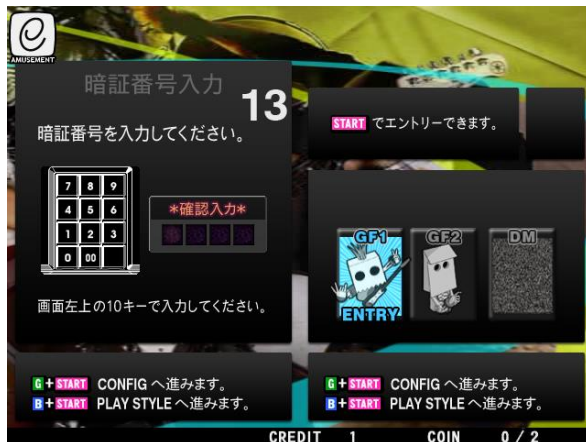 e
AMUSEMENT
暗証番号入力
13
暗証番号を入力してください。
7 8 9
4 5 6
1 2 3
0 00
*確認入力*
画面左上の10キーで入力してください。
START でエントリーできます。
GF1 GF2 DM
ENTRY
G+START CONFIG へ進みます。
B+START PLAY STYLE へ進みます。
G+START CONFIG へ進みます。
B+START PLAY STYLE へ進みます。
CREDIT 1 COIN 0/2